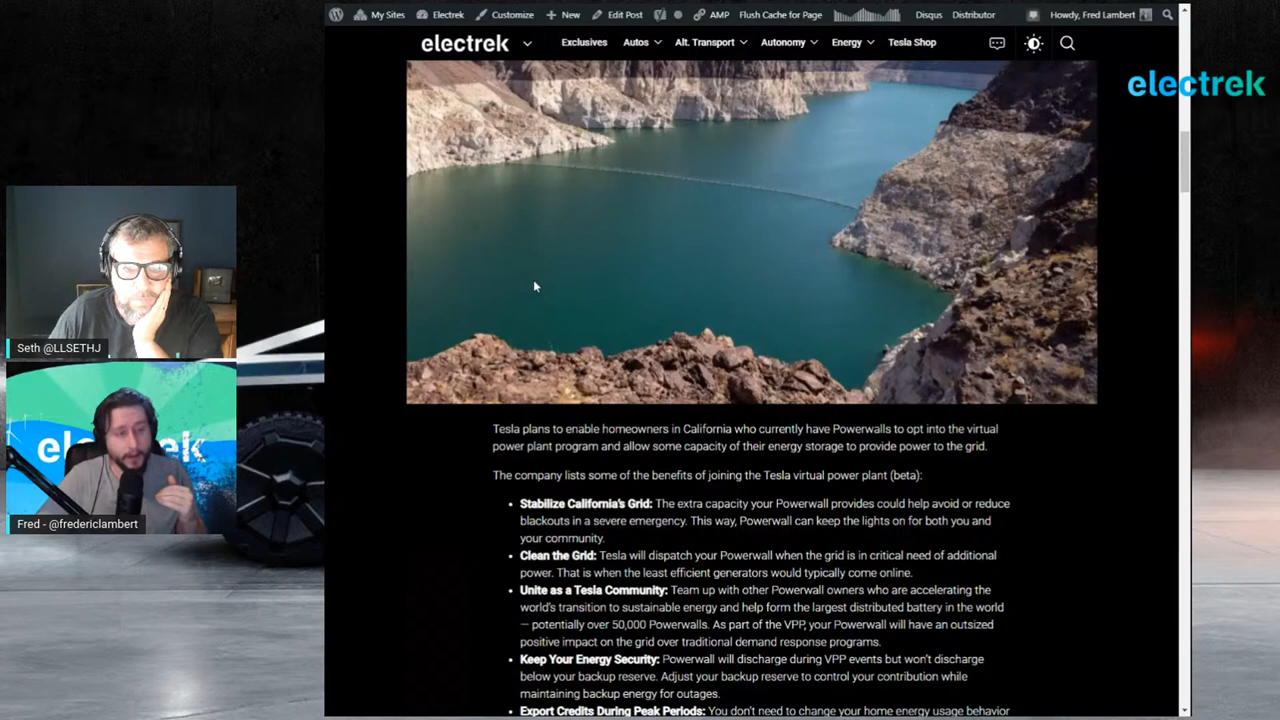 My Sites
Electrek
Customize
New
Edit Post
AMP
Flush Cache for Page
Disqus
Distributor
Howdy, Fred Lambert
electrek
Exclusives
Autos
Alt. Transport
Autonomy
Energy
Tesla Shop
electrek
Tesla plans to enable homeowners in California who currently have Powerwalls to opt into the virtual
power plant program and allow some capacity of their energy storage to provide power to the grid.
The company lists some of the benefits of joining the Tesla virtual power plant (beta):
• Stabilize California's Grid: The extra capacity your Powerwall provides could help avoid or reduce
blackouts in a severe emergency. This way, Powerwall can keep the lights on for both you and
your community.
• Clean the Grid: Tesla will dispatch your Powerwall when the grid is in critical need of additional
power. That is when the least efficient generators would typically come online.
• Unite as a Tesla Community: Team up with other Powerwall owners who are accelerating the
world's transition to sustainable energy and help form the largest distributed battery in the world
— potentially over 50,000 Powerwalls. As part of the VPP, your Powerwall will have an outsized
positive impact on the grid over traditional demand response programs.
• Keep Your Energy Security: Powerwall will discharge during VPP events but won't discharge
below your backup reserve. Adjust your backup reserve to control your contribution while
maintaining backup energy for outages.
• Export Credits During Peak Periods: You don't need to change your home energy usage behavior
Seth @LLSETHJ
Fred - @fredericlambert